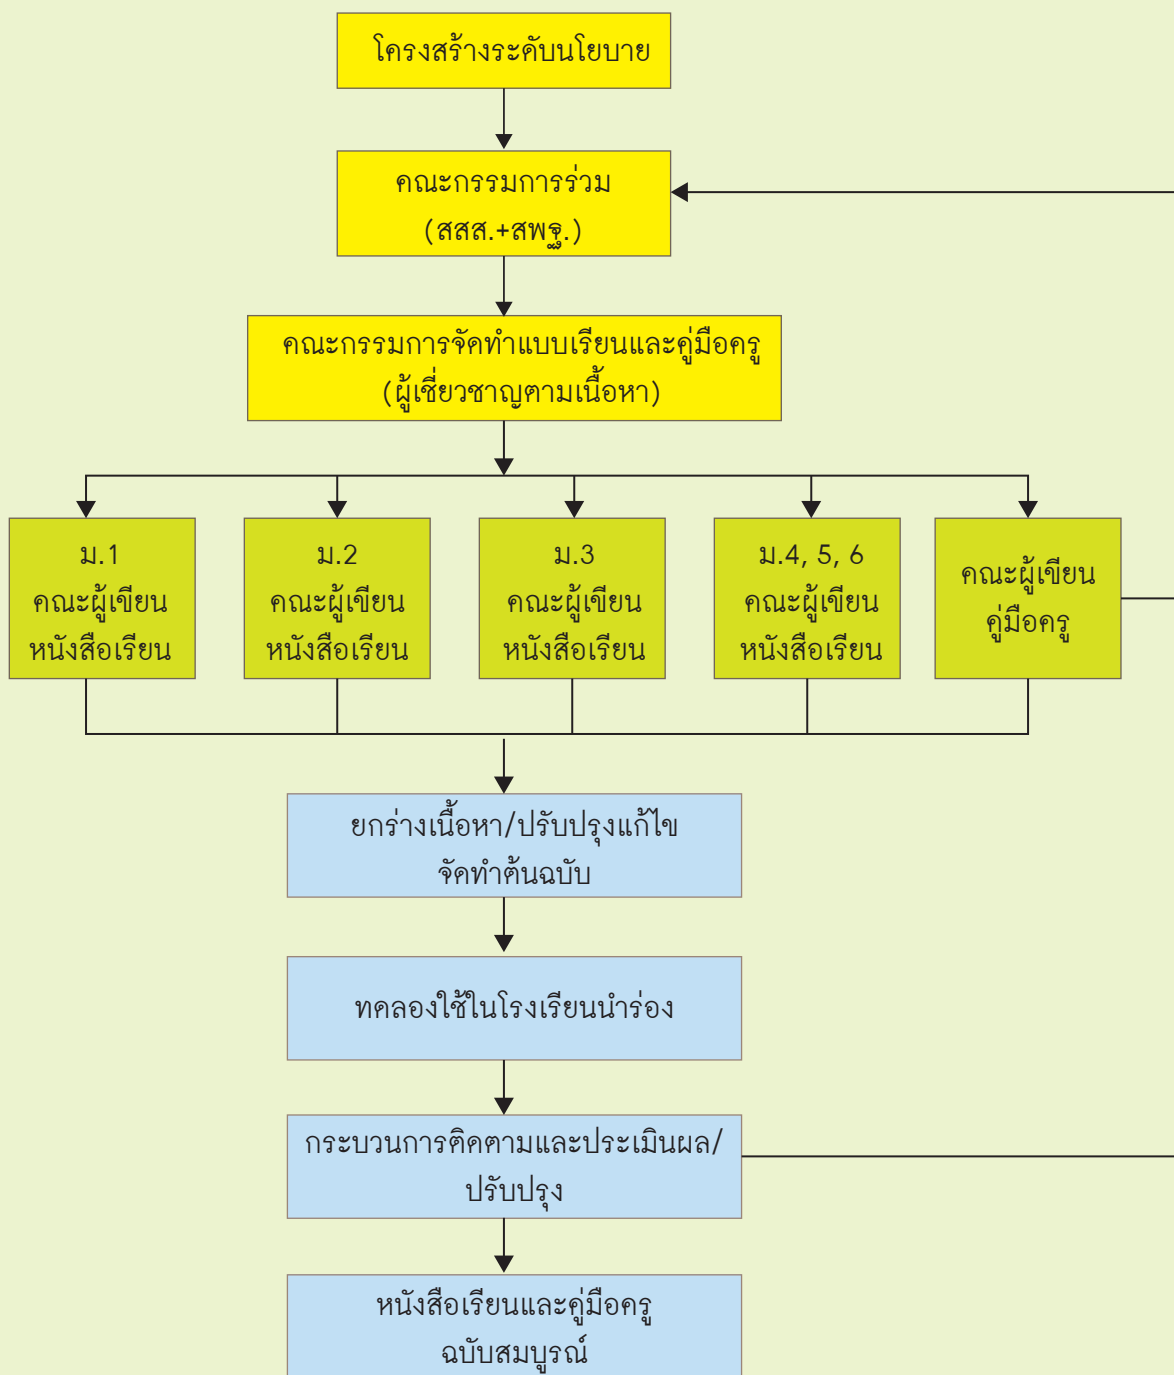 โครงสร้างระดับนโยบาย
คณะกรรมการร่วม
(สสส.+สพฐ.)
คณะกรรมการจัดทำแบบเรียนและคู่มือครู
(ผู้เชี่ยวชาญตามเนื้อหา)
ม.1
คณะผู้เขียน
หนังสือเรียน
ม.2
คณะผู้เขียน
หนังสือเรียน
ม.3
คณะผู้เขียน
หนังสือเรียน
ม.4, 5, 6
คณะผู้เขียน
หนังสือเรียน
คณะผู้เขียน
คู่มือครู
ยกร่างเนื้อหา/ปรับปรุงแก้ไข
จัดทำต้นฉบับ
ทดลองใช้ในโรงเรียนนำร่อง
กระบวนการติดตามและประเมินผล/
ปรับปรุง
หนังสือเรียนและคู่มือครู
ฉบับสมบูรณ์